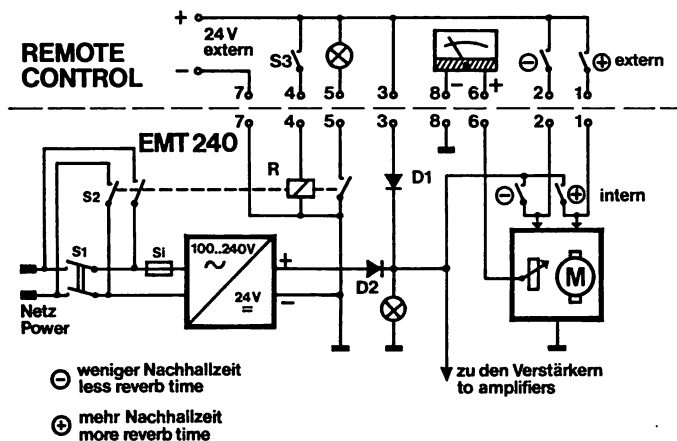 + 24 V
extern
−
REMOTE
CONTROL
S3
− +
− + extern
7 4 5 3 8 6 2 1
7 4 5 3 8 6 2 1
EMT 240
R
S2
D1
− + intern
S1
Si
100..240V
~
24V
=
+
−
D2
M
Netz
Power
− weniger Nachhallzeit
less reverb time
+ mehr Nachhallzeit
more reverb time
zu den Verstärkern
to amplifiers